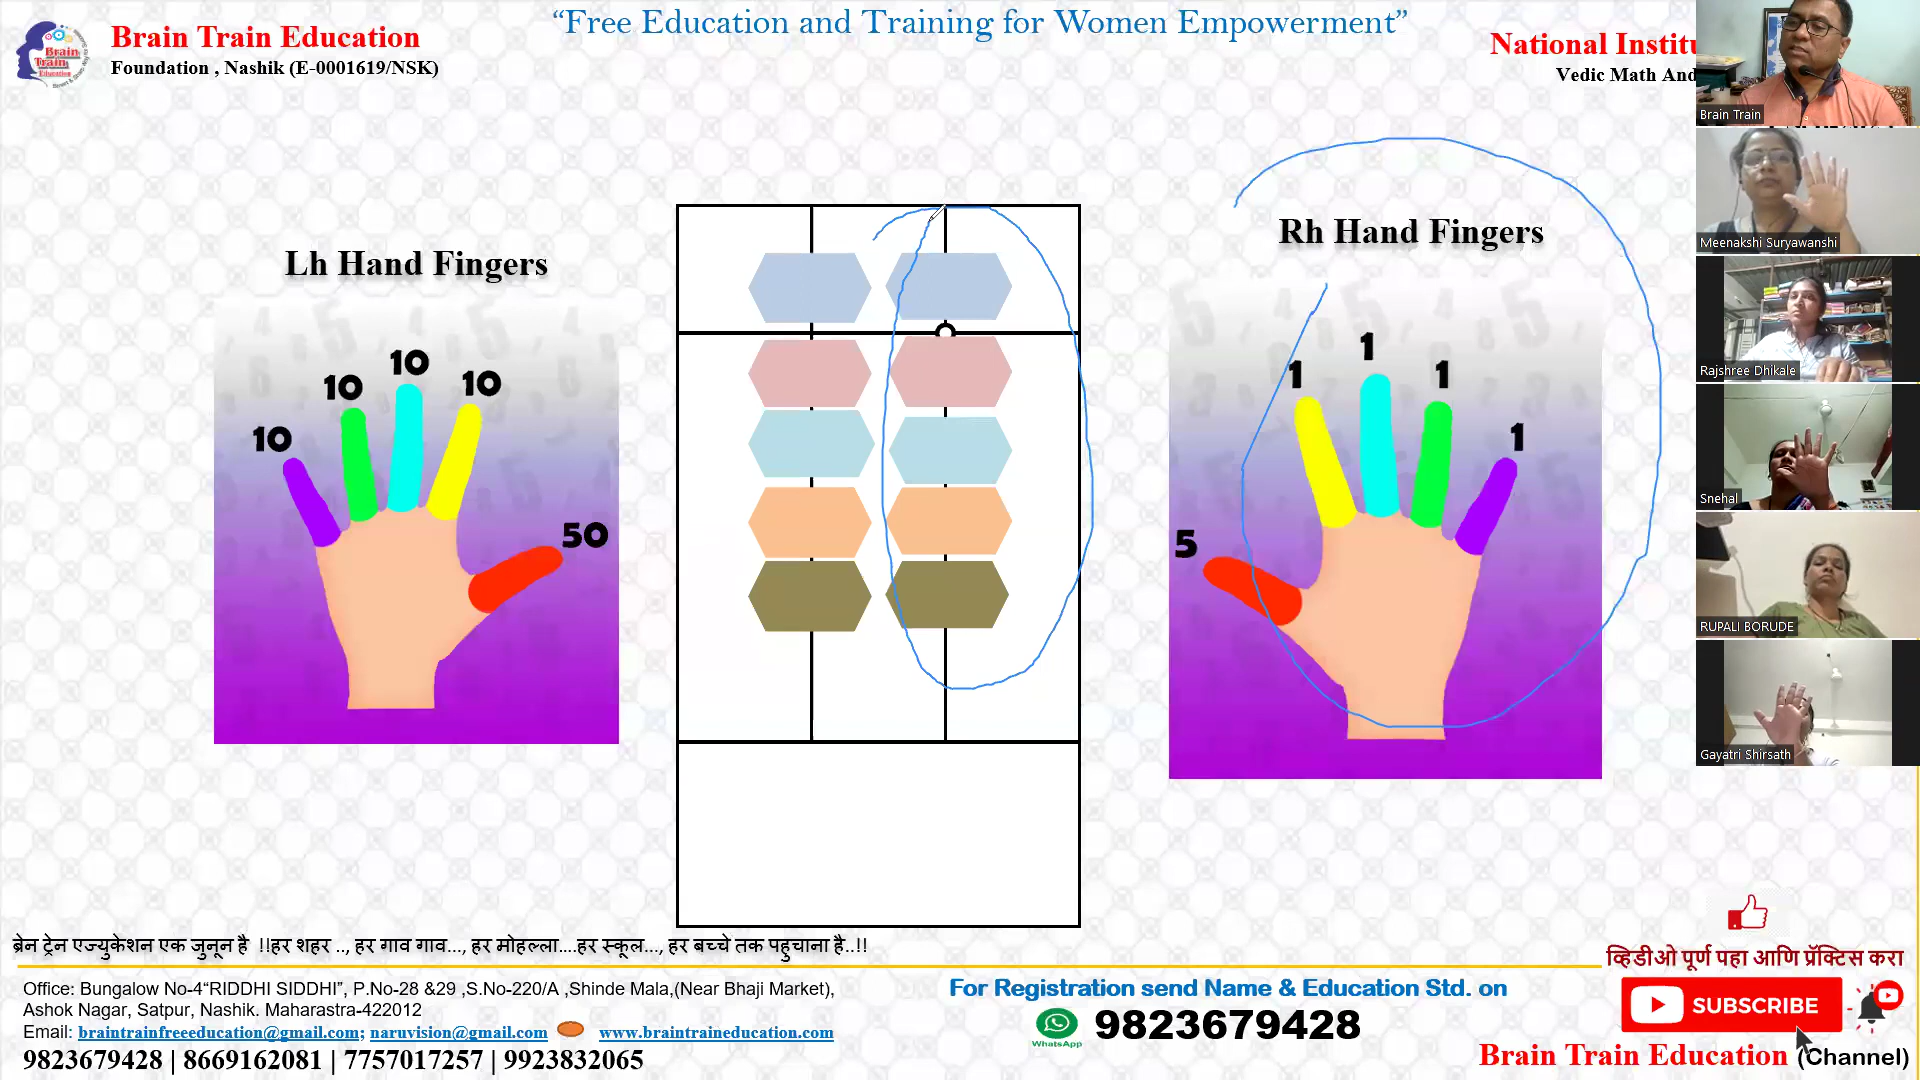 “Free Education and Training for Women Empowerment”
Brain Train Education
Foundation , Nashik (E-0001619/NSK)
Brain
Train
Education
National Institu
Vedic Math And
Brain Train
Meenakshi Suryawanshi
Rajshree Dhikale
Snehal
RUPALI BORUDE
Gayatri Shirsath
Lh Hand Fingers
10
10
10
10
50
Rh Hand Fingers
1
1
1
1
5
ब्रेन ट्रेन एज्युकेशन एक जुनून है !!हर शहर .., हर गाव गाव..., हर मोहल्ला....हर स्कूल..., हर बच्चे तक पहुचाना है..!!
Office: Bungalow No-4“RIDDHI SIDDHI”, P.No-28 &29 ,S.No-220/A ,Shinde Mala,(Near Bhaji Market),
Ashok Nagar, Satpur, Nashik. Maharastra-422012
Email: braintrainfreeeducation@gmail.com; naruvision@gmail.com www.braintraineducation.com
9823679428 | 8669162081 | 7757017257 | 9923832065
For Registration send Name & Education Std. on
WhatsApp
9823679428
व्हिडीओ पूर्ण पहा आणि प्रॅक्टिस करा
SUBSCRIBE
Brain Train Education (Channel)